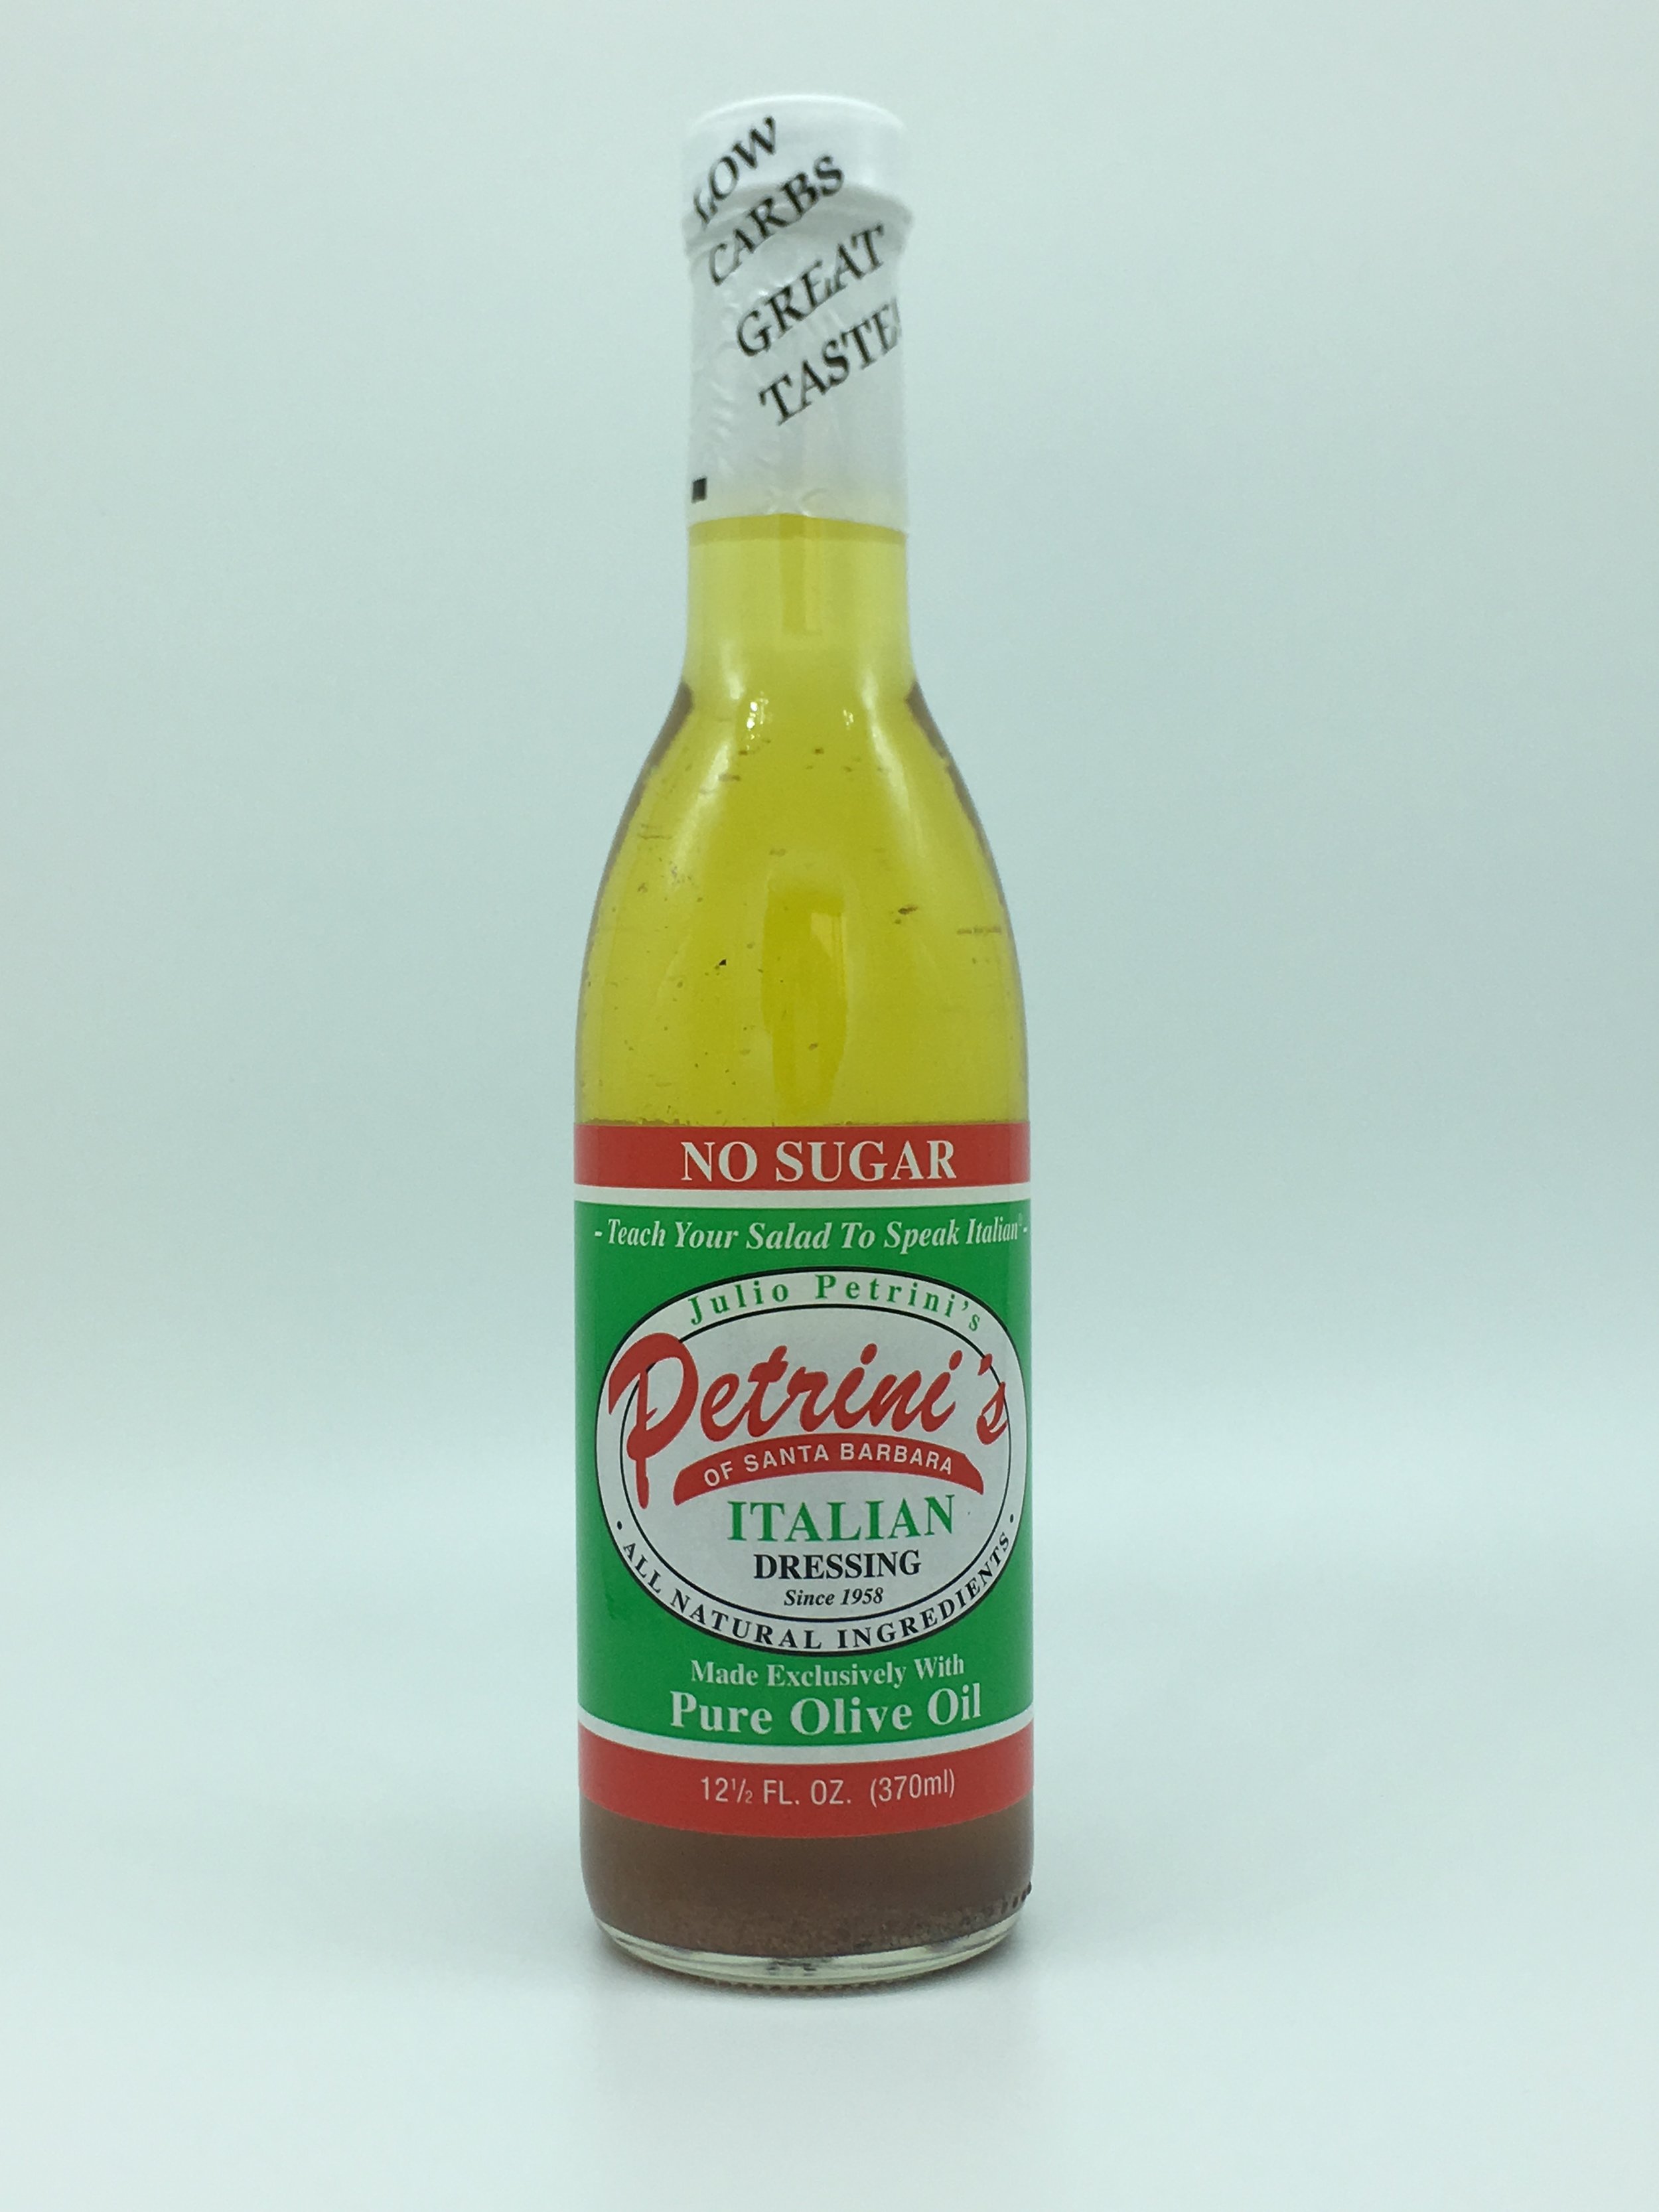 LOW
CARBS
GREAT
TASTE!
NO SUGAR
- Teach Your Salad To Speak Italian® -
Julio Petrini's
Petrini's
OF SANTA BARBARA
ITALIAN
DRESSING
Since 1958
• ALL NATURAL INGREDIENTS •
Made Exclusively With
Pure Olive Oil
12½ FL. OZ. (370ml)